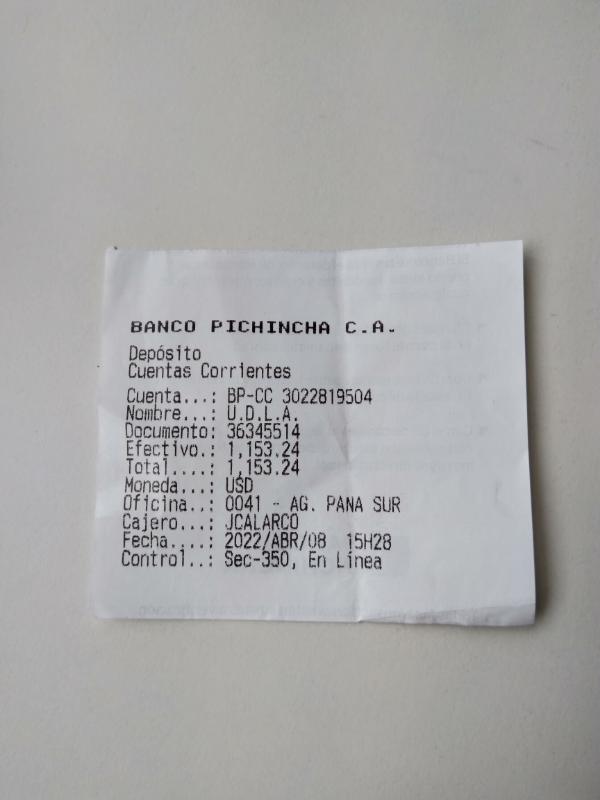 BANCO PICHINCHA C.A.
Depósito
Cuentas Corrientes
Cuenta...: BP-CC 3022819504
Nombre...: U.D.L.A.
Documento: 36345514
Efectivo.: 1,153.24
Total....: 1,153.24
Moneda...: USD
Oficina..: 0041 - AG. PANA SUR
Cajero...: JCALARCO
Fecha....: 2022/ABR/08 15H28
Control..: Sec-350, En Línea